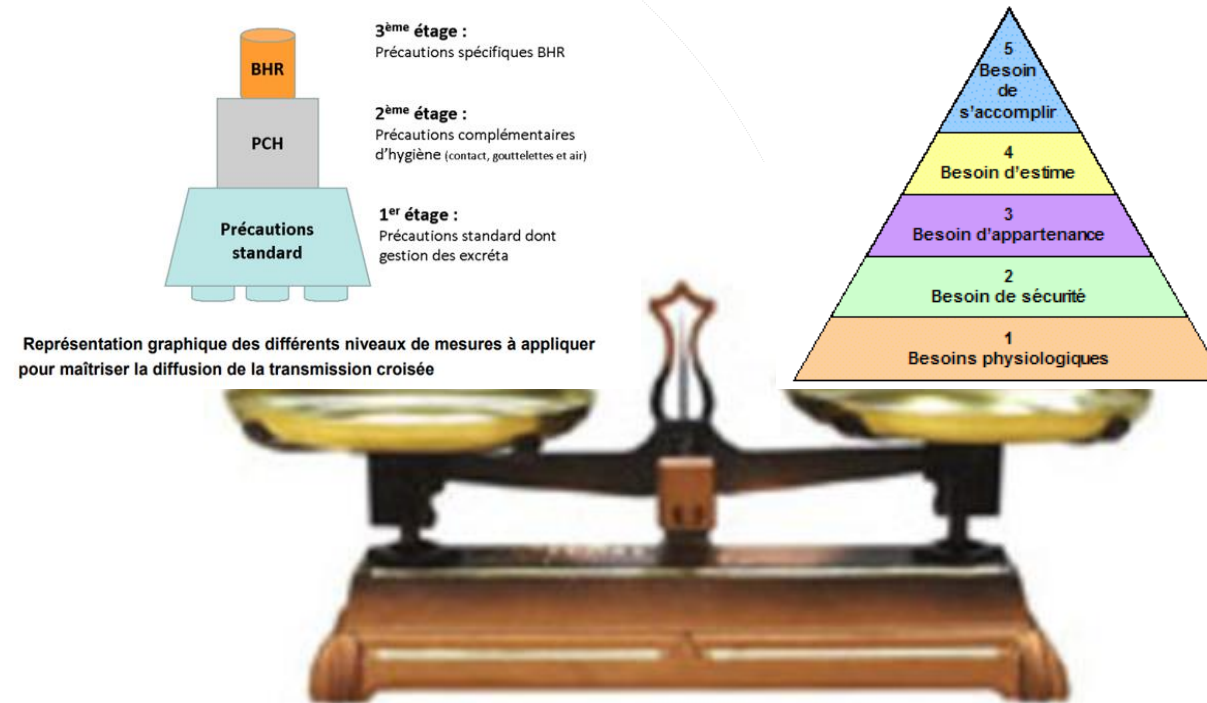 BHR
PCH
Précautions
standard
3ème étage :
Précautions spécifiques BHR
2ème étage :
Précautions complémentaires
d'hygiène (contact, gouttelettes et air)
1er étage :
Précautions standard dont
gestion des excréta
Représentation graphique des différents niveaux de mesures à appliquer
pour maîtriser la diffusion de la transmission croisée
5
Besoin
de
s'accomplir
4
Besoin d'estime
3
Besoin d'appartenance
2
Besoin de sécurité
1
Besoins physiologiques